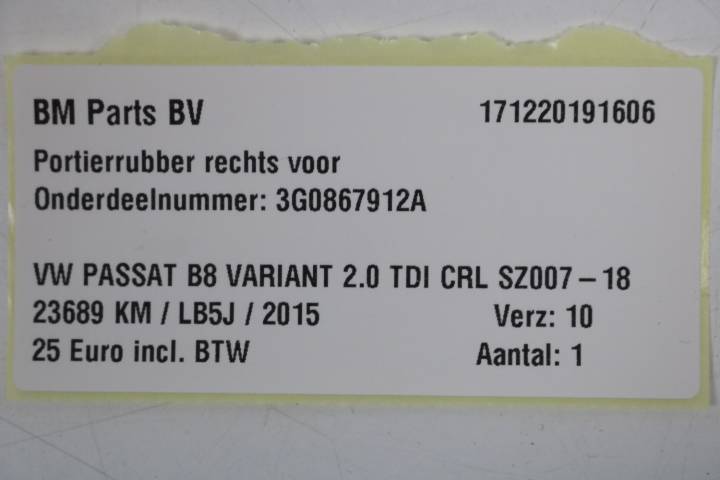 BM Parts BV 171220191606
Portierrubber rechts voor
Onderdeelnummer: 3G0867912A
VW PASSAT B8 VARIANT 2.0 TDI CRL SZ007 – 18
23689 KM / LB5J / 2015 Verz: 10
25 Euro incl. BTW Aantal: 1